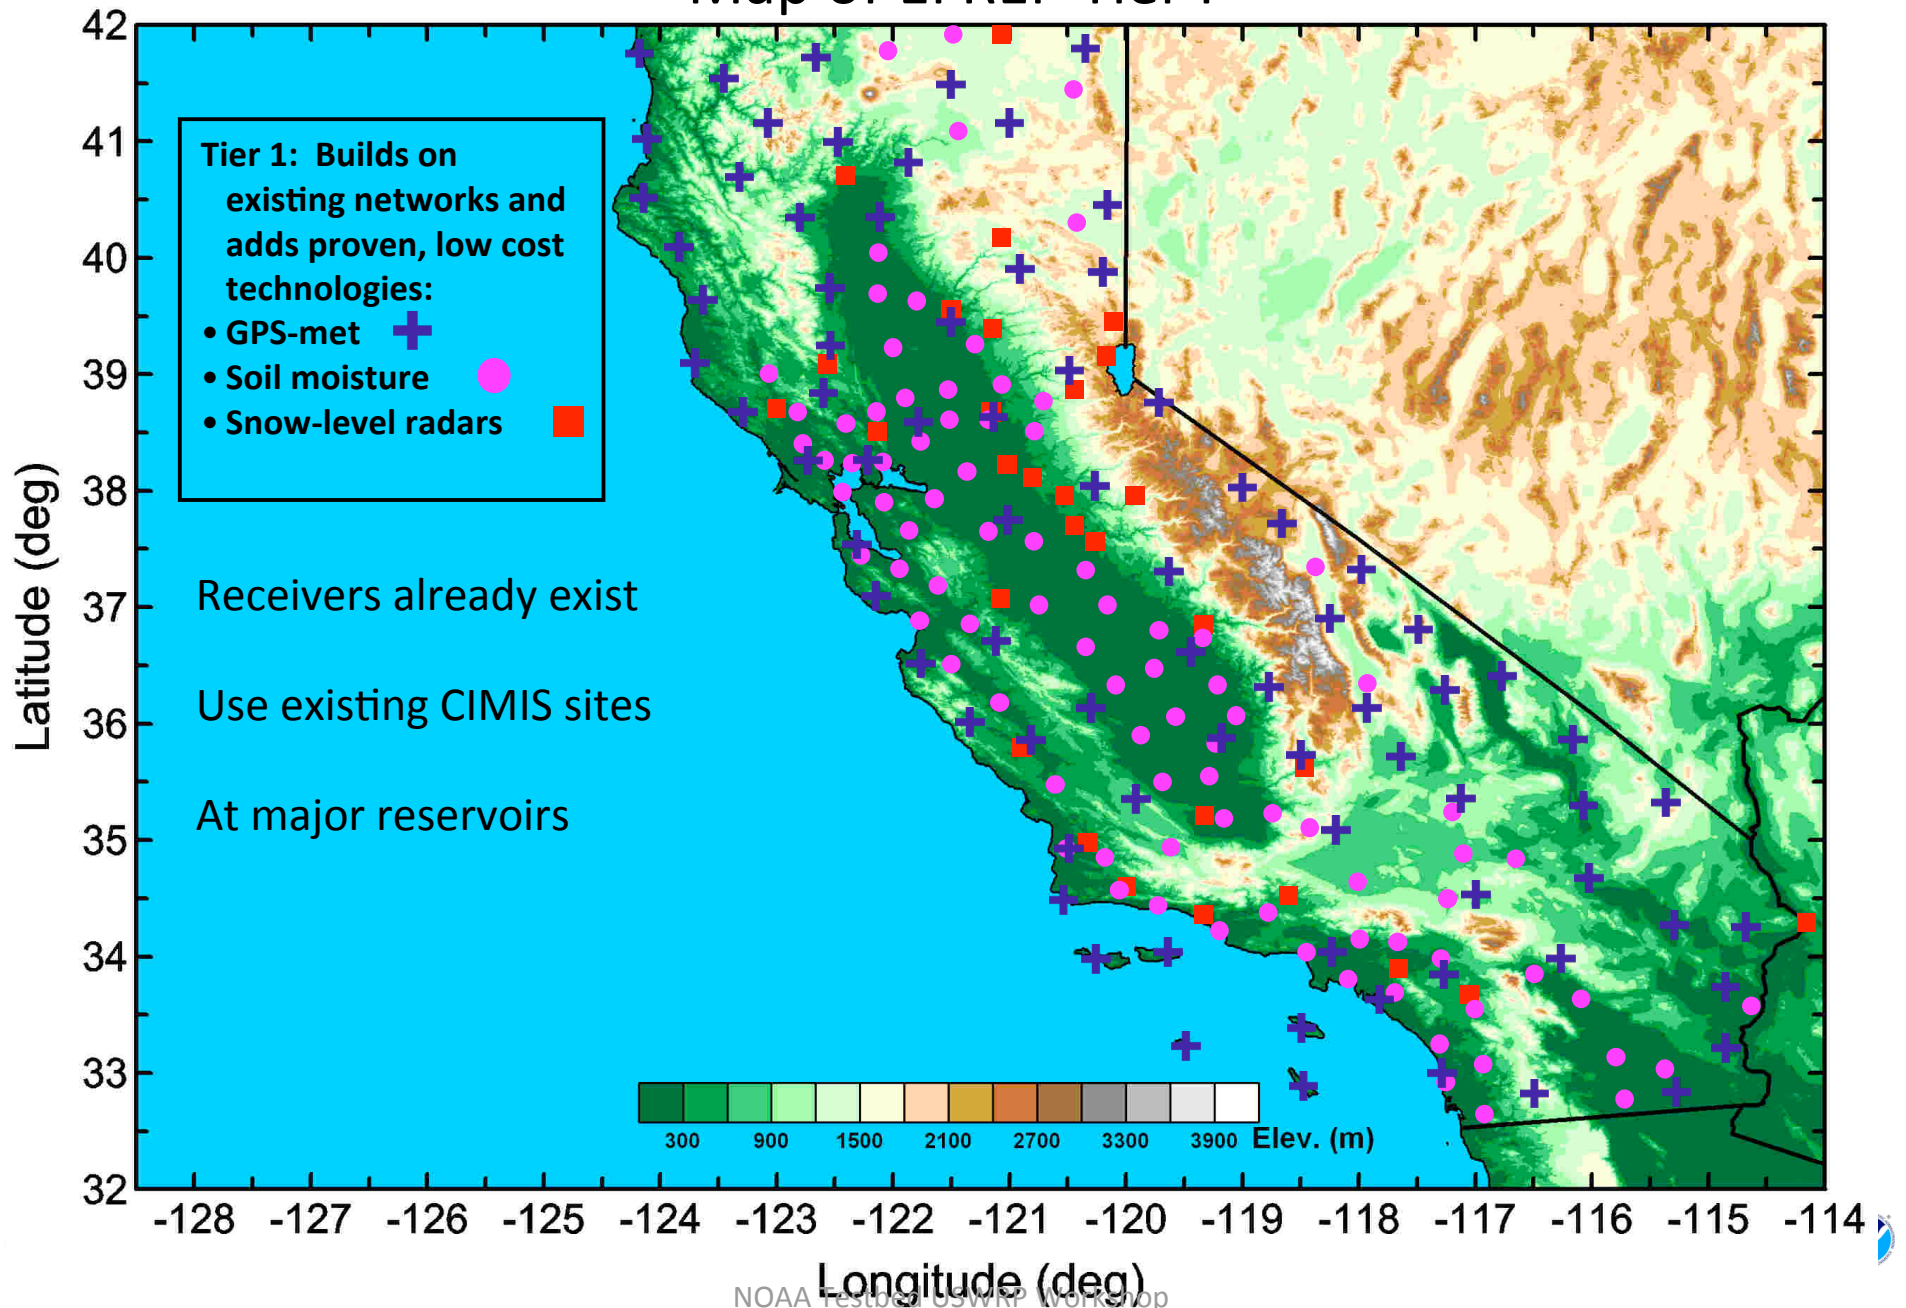 Tier 1: Builds on
existing networks and
adds proven, low cost
technologies:
• GPS-met
• Soil moisture
• Snow-level radars
Receivers already exist
Use existing CIMIS sites
At major reservoirs
Latitude (deg)
42
41
40
39
38
37
36
35
34
33
32
300 900 1500 2100 2700 3300 3900 Elev. (m)
-128 -127 -126 -125 -124 -123 -122 -121 -120 -119 -118 -117 -116 -115 -114
Longitude (deg)
NOAA Testbed USWRP Workshop